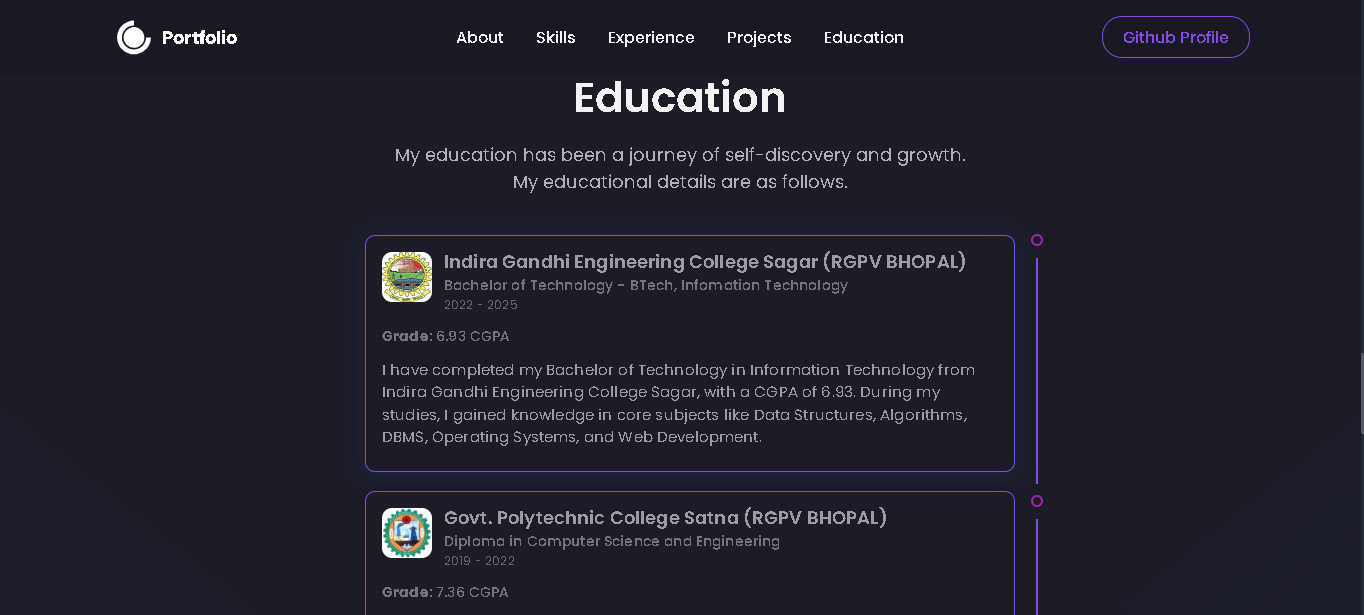 Portfolio
About
Skills
Experience
Projects
Education
Github Profile
Education
My education has been a journey of self-discovery and growth.
My educational details are as follows.
Indira Gandhi Engineering College Sagar (RGPV BHOPAL)
Bachelor of Technology - BTech, Infomation Technology
2022 - 2025
Grade: 6.93 CGPA
I have completed my Bachelor of Technology in Information Technology from
Indira Gandhi Engineering College Sagar, with a CGPA of 6.93. During my
studies, I gained knowledge in core subjects like Data Structures, Algorithms,
DBMS, Operating Systems, and Web Development.
Govt. Polytechnic College Satna (RGPV BHOPAL)
Diploma in Computer Science and Engineering
2019 - 2022
Grade: 7.36 CGPA